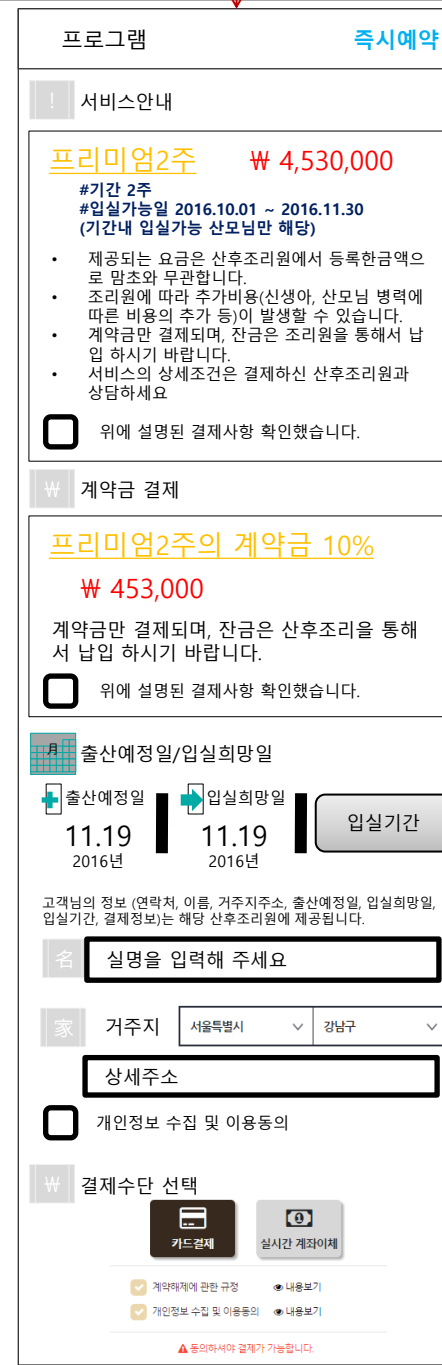 프로그램 즉시예약
! 서비스안내
프리미엄2주 ₩ 4,530,000
#기간 2주
#입실가능일 2016.10.01 ~ 2016.11.30
(기간내 입실가능 산모님만 해당)
• 제공되는 요금은 산후조리원에서 등록한금액으
로 맘초와 무관합니다.
• 조리원에 따라 추가비용(신생아, 산모님 병력에
따른 비용의 추가 등)이 발생할 수 있습니다.
• 계약금만 결제되며, 잔금은 조리원을 통해서 납
입 하시기 바랍니다.
• 서비스의 상세조건은 결제하신 산후조리원과
상담하세요
위에 설명된 결제사항 확인했습니다.
₩ 계약금 결제
프리미엄2주의 계약금 10%
₩ 453,000
계약금만 결제되며, 잔금은 산후조리을 통해
서 납입 하시기 바랍니다.
위에 설명된 결제사항 확인했습니다.
月 출산예정일/입실희망일
출산예정일 입실희망일 입실기간
11.19 11.19
2016년 2016년
고객님의 정보 (연락처, 이름, 거주지주소, 출산예정일, 입실희망일,
입실기간, 결제정보)는 해당 산후조리원에 제공됩니다.
名 실명을 입력해 주세요
家 거주지 서울특별시 강남구
상세주소
개인정보 수집 및 이용동의
₩ 결제수단 선택
카드결제 실시간 계좌이체
계약해제에 관한 규정 내용보기
개인정보 수집 및 이용동의 내용보기
동의하셔야 결제가 가능합니다.